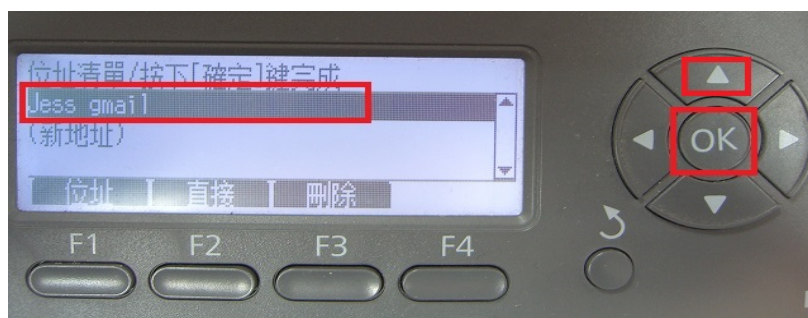 位址清單/按下[確定]鍵完成
Jess gmail
(新地址)
位址 直接 刪除
F1 F2 F3 F4
OK